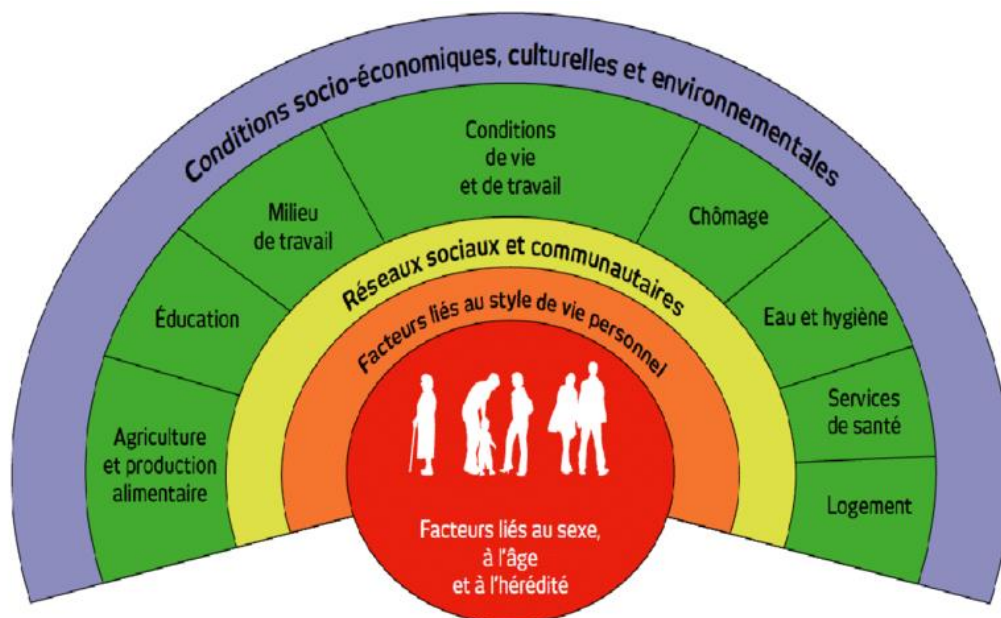 Conditions socio-économiques, culturelles et environnementales
Conditions
de vie
et de travail
Milieu
de travail
Chômage
Réseaux sociaux et communautaires
Éducation
Facteurs liés au style de vie personnel
Eau et hygiène
Services
de santé
Agriculture
et production
alimentaire
Logement
Facteurs liés au sexe,
à l'âge
et à l'hérédité